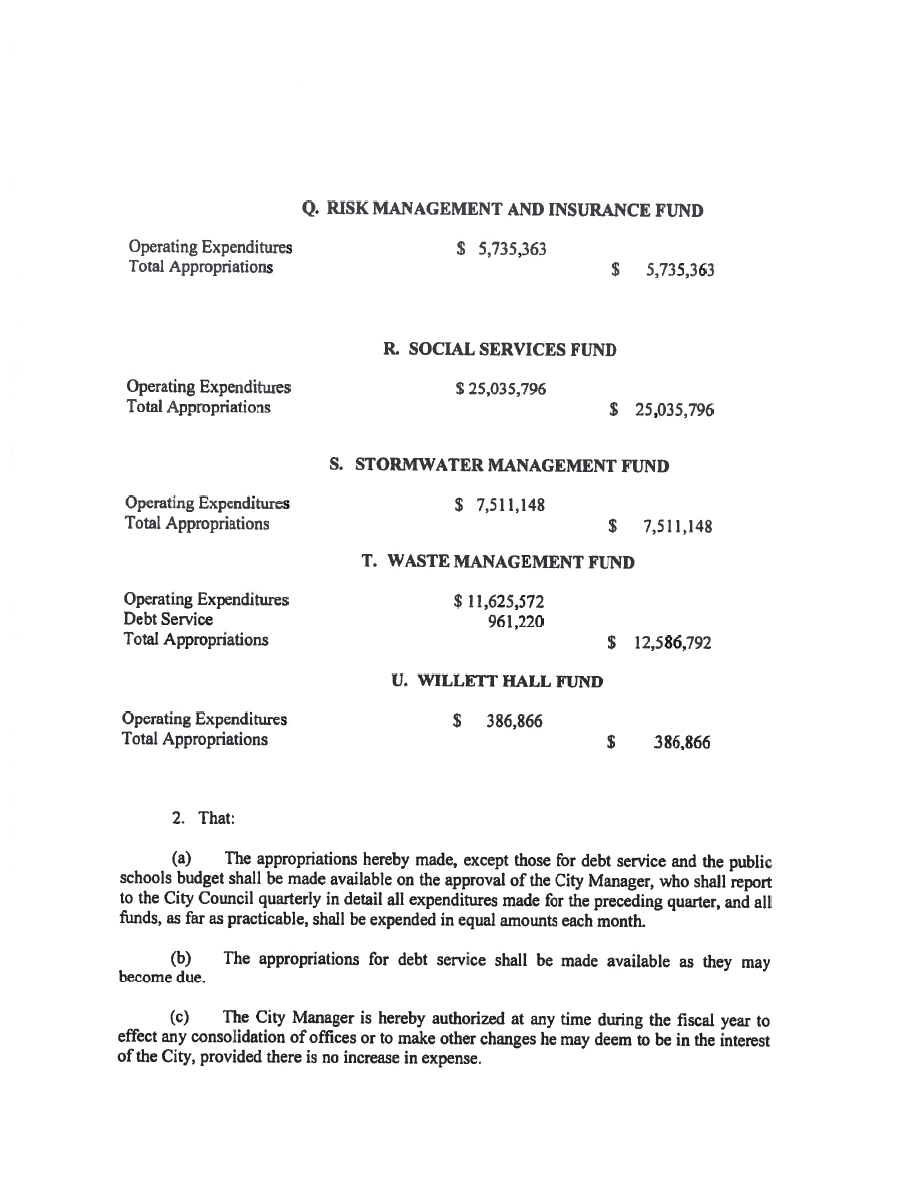 Q. RISK MANAGEMENT AND INSURANCE FUND
Operating Expenditures $ 5,735,363
Total Appropriations $ 5,735,363
R. SOCIAL SERVICES FUND
Operating Expenditures $ 25,035,796
Total Appropriations $ 25,035,796
S. STORMWATER MANAGEMENT FUND
Operating Expenditures $ 7,511,148
Total Appropriations $ 7,511,148
T. WASTE MANAGEMENT FUND
Operating Expenditures $ 11,625,572
Debt Service 961,220
Total Appropriations $ 12,586,792
U. WILLETT HALL FUND
Operating Expenditures $ 386,866
Total Appropriations $ 386,866
2. That:
(a) The appropriations hereby made, except those for debt service and the public
schools budget shall be made available on the approval of the City Manager, who shall report
to the City Council quarterly in detail all expenditures made for the preceding quarter, and all
funds, as far as practicable, shall be expended in equal amounts each month.
(b) The appropriations for debt service shall be made available as they may
become due.
(c) The City Manager is hereby authorized at any time during the fiscal year to
effect any consolidation of offices or to make other changes he may deem to be in the interest
of the City, provided there is no increase in expense.